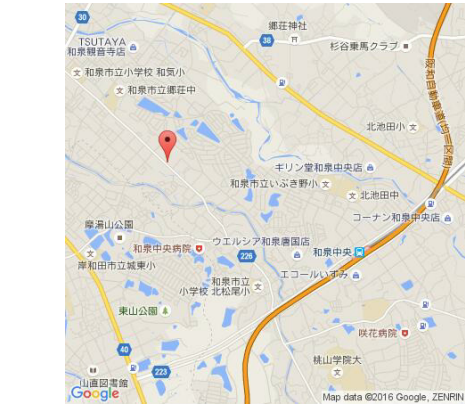 30
郷荘神社
38
杉谷乗馬クラブ
TSUTAYA
和泉観音寺店
和泉市立小学校 和気小
和泉市立郷荘中
阪和自動車道(均一区間)
北池田小
キリン堂和泉中央店
和泉市立いぶき野小
北池田中
コーナン和泉中央店
摩湯山公園
和泉中央病院
ウエルシア和泉唐国店
和泉中央
226
岸和田市立城東小
エコールいずみ
和泉市立
小学校 北松尾小
東山公園
咲花病院
40
223
桃山学院大
山直図書館
Google
Map data ©2016 Google, ZENRIN